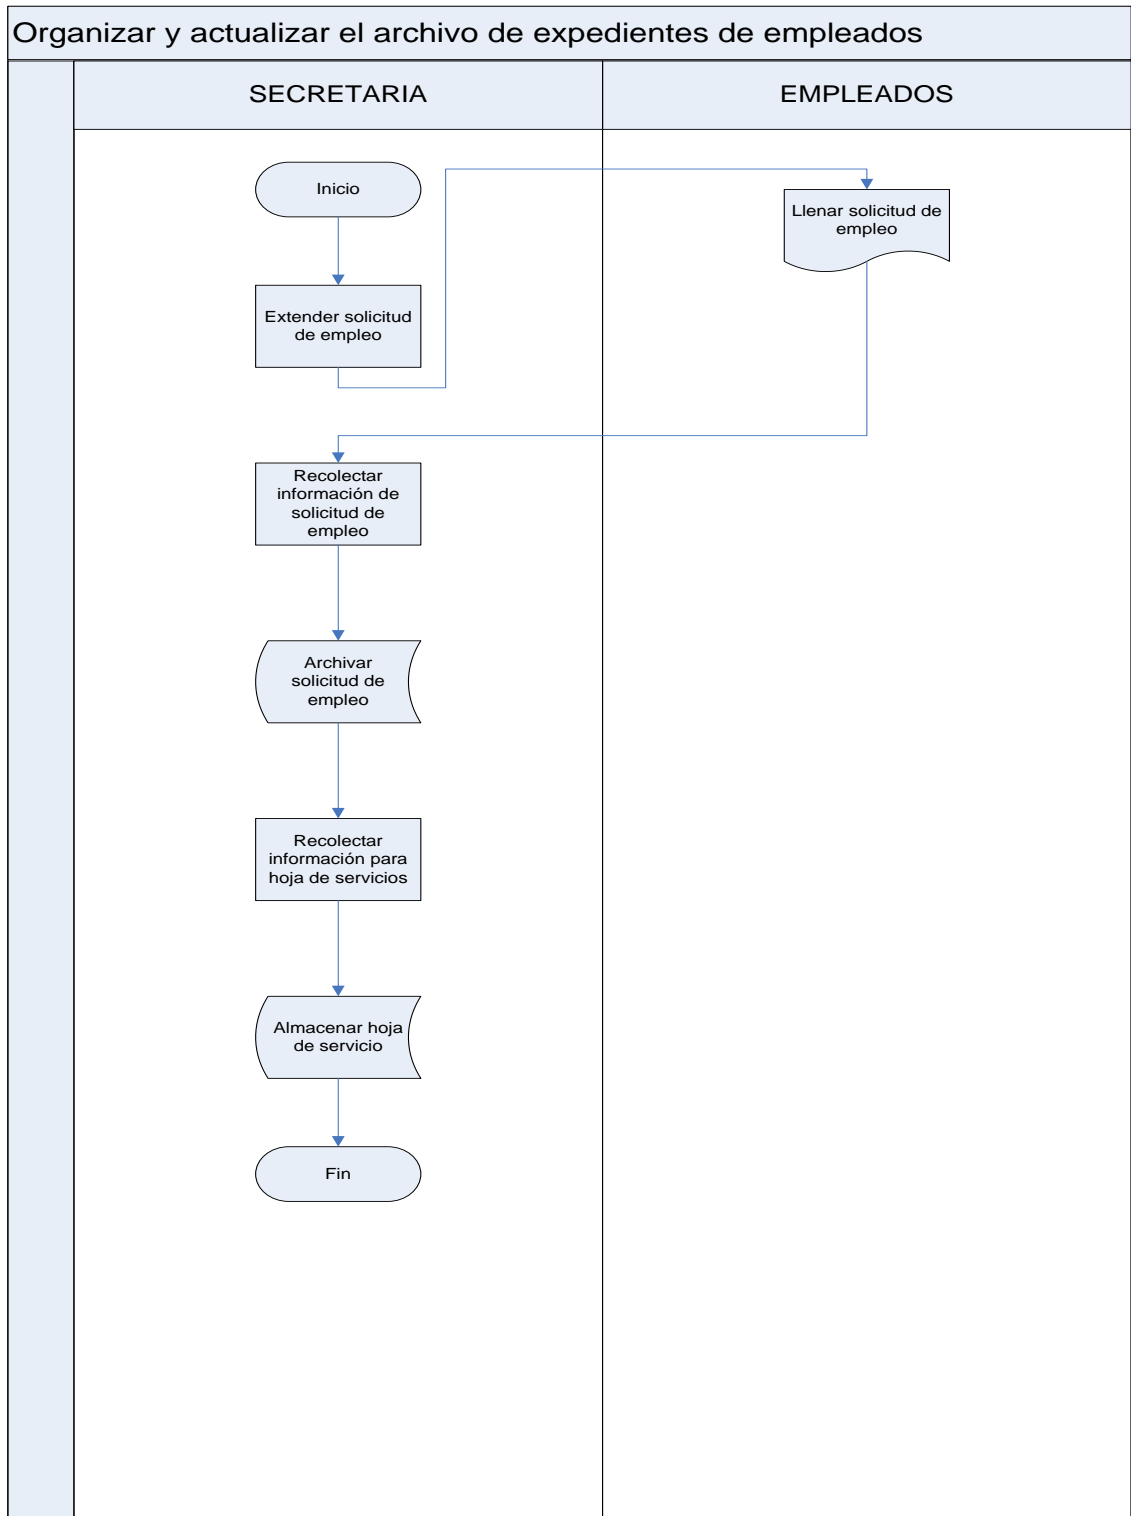 Organizar y actualizar el archivo de expedientes de empleados
SECRETARIA
EMPLEADOS
Inicio
Llenar solicitud de
empleo
Extender solicitud
de empleo
Recolectar
información de
solicitud de
empleo
Archivar
solicitud de
empleo
Recolectar
información para
hoja de servicios
Almacenar hoja
de servicio
Fin